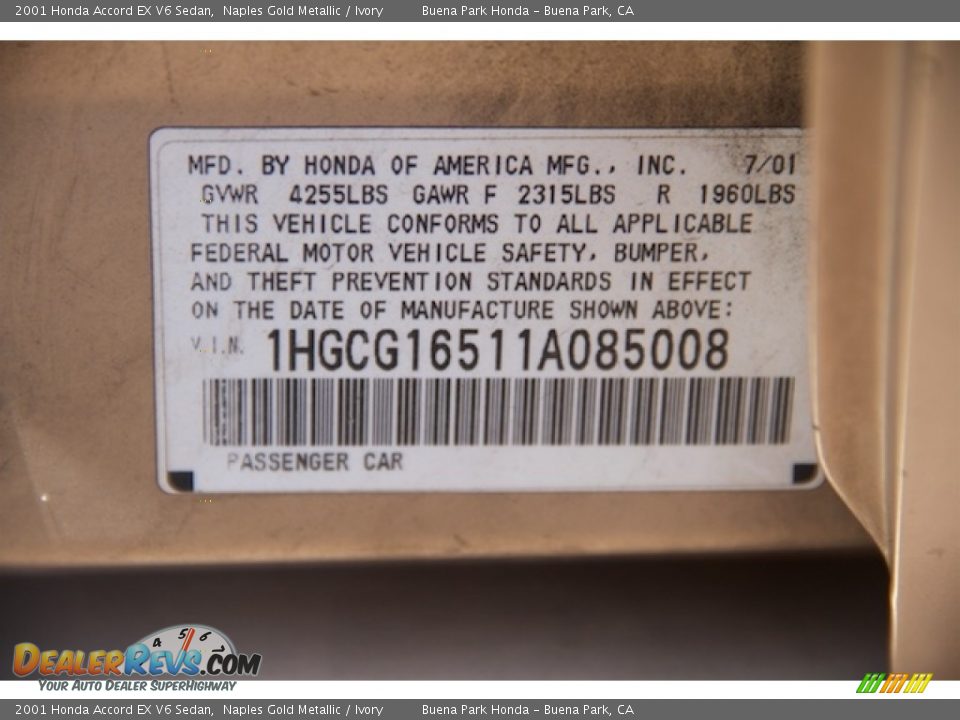 2001 Honda Accord EX V6 Sedan, Naples Gold Metallic / Ivory Buena Park Honda - Buena Park, CA
MFD. BY HONDA OF AMERICA MFG., INC. 7/01
GVWR 4255LBS GAWR F 2315LBS R 1960LBS
THIS VEHICLE CONFORMS TO ALL APPLICABLE
FEDERAL MOTOR VEHICLE SAFETY, BUMPER,
AND THEFT PREVENTION STANDARDS IN EFFECT
ON THE DATE OF MANUFACTURE SHOWN ABOVE:
V.I.N. 1HGCG16511A085008
PASSENGER CAR
4 5 6
DEALERREVS.COM
YOUR AUTO DEALER SUPERHIGHWAY
2001 Honda Accord EX V6 Sedan, Naples Gold Metallic / Ivory Buena Park Honda - Buena Park, CA